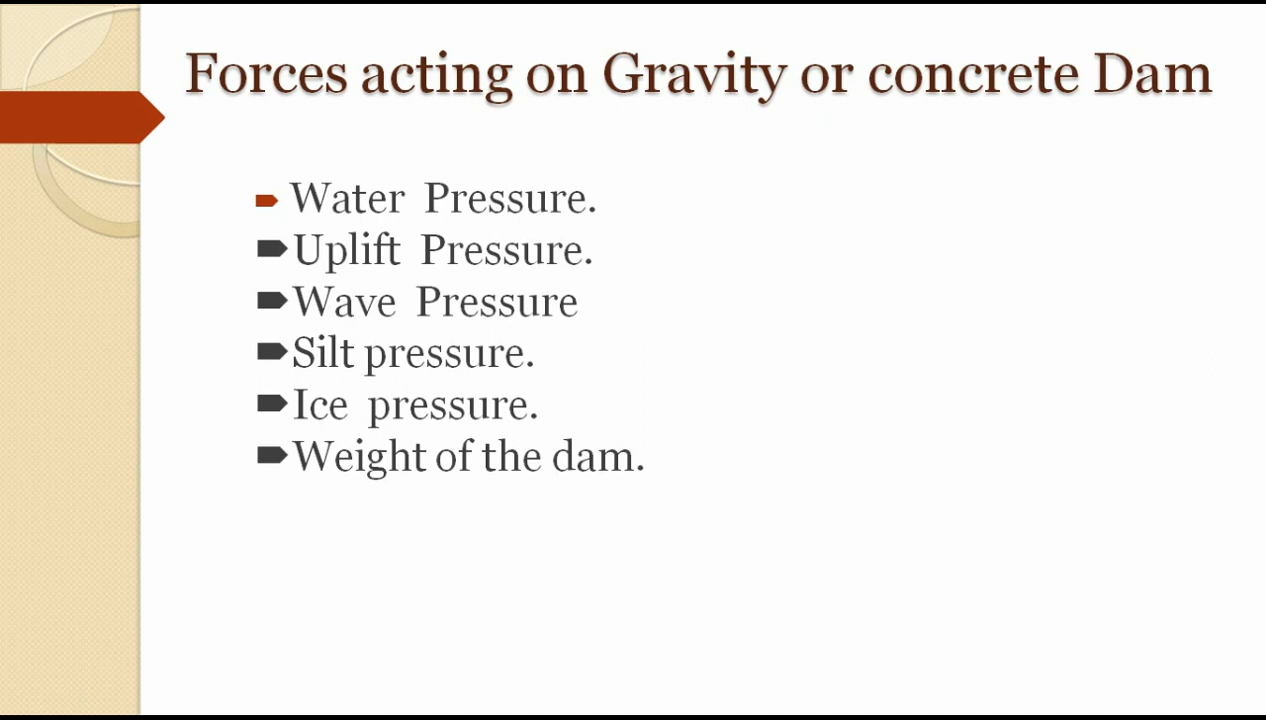 Forces acting on Gravity or concrete Dam
Water Pressure.
Uplift Pressure.
Wave Pressure
Silt pressure.
Ice pressure.
Weight of the dam.